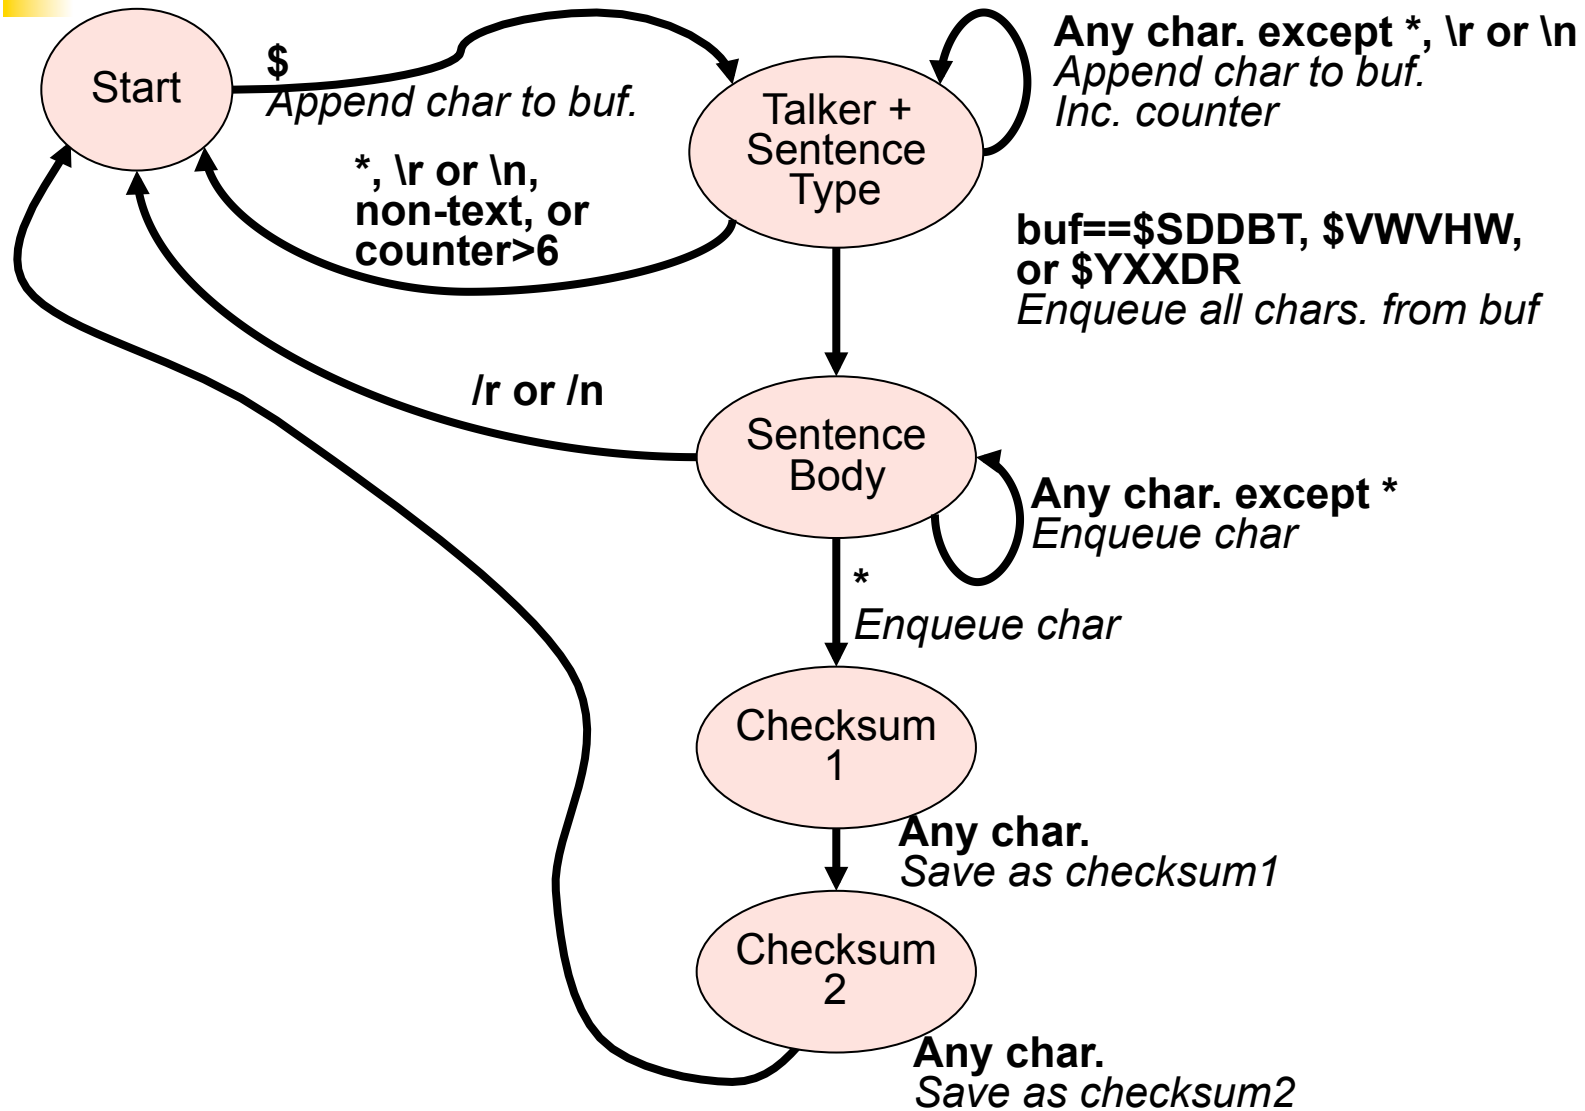 Start
$
Append char to buf.
Talker +
Sentence
Type
Any char. except *, \r or \n
Append char to buf.
Inc. counter
*, \r or \n,
non-text, or
counter>6
buf==$SDDBT, $VWVHW,
or $YXXDR
Enqueue all chars. from buf
/r or /n
Sentence
Body
Any char. except *
Enqueue char
*
Enqueue char
Checksum
1
Any char.
Save as checksum1
Checksum
2
Any char.
Save as checksum2